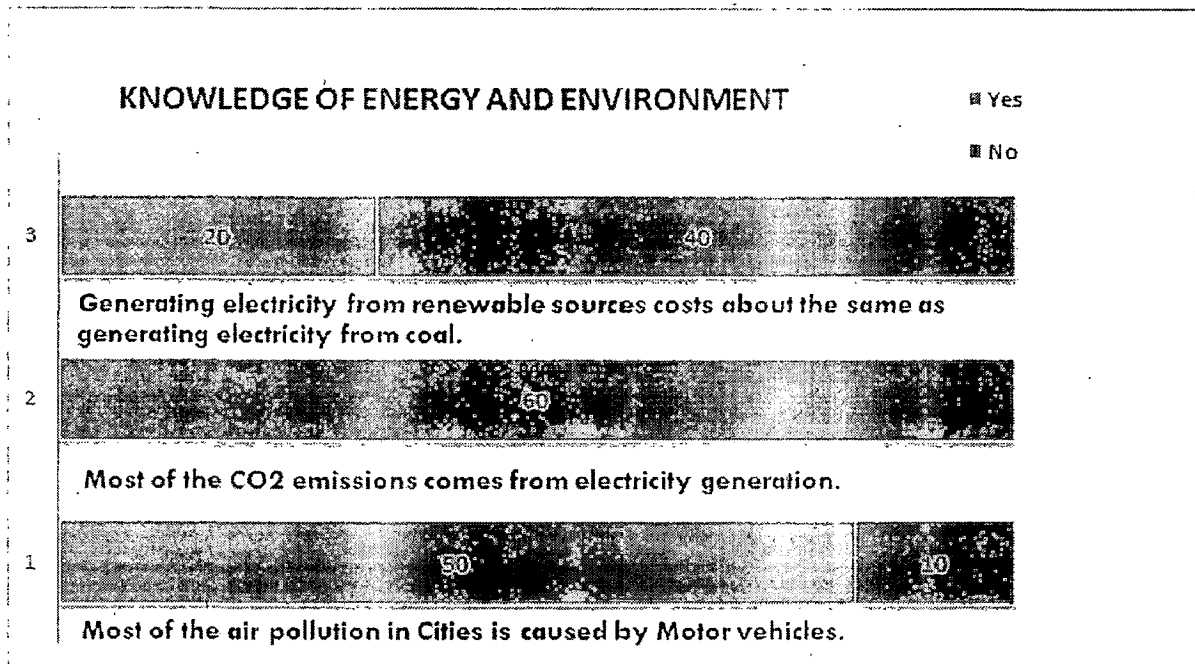 KNOWLEDGE OF ENERGY AND ENVIRONMENT
Yes
No
3
20
40
Generating electricity from renewable sources costs about the same as
generating electricity from coal.
2
60
Most of the CO2 emissions comes from electricity generation.
1
50
10
Most of the air pollution in Cities is caused by Motor vehicles.